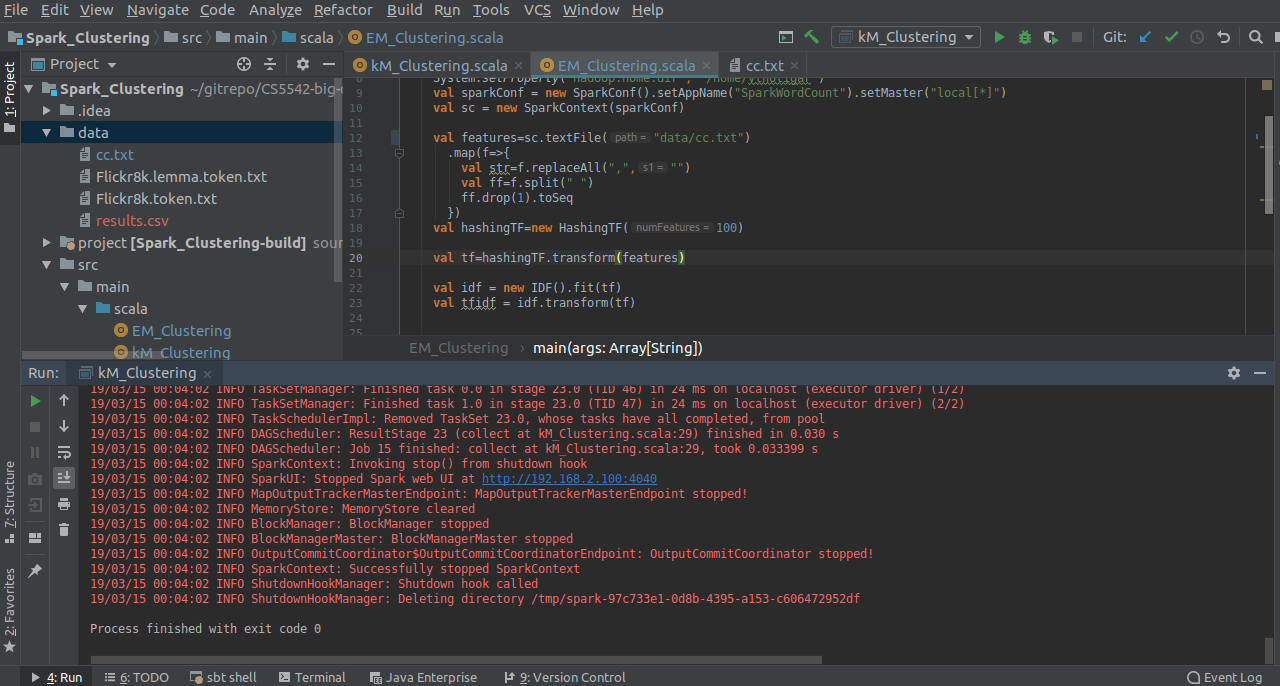 File Edit View Navigate Code Analyze Refactor Build Run Tools VCS Window Help
Spark_Clustering src main scala EM_Clustering.scala kM_Clustering Git:
1: Project
Project
kM_Clustering.scala EM_Clustering.scala cc.txt
Spark_Clustering ~/gitrepo/CS5542-big-
.idea
data
cc.txt
Flickr8k.lemma.token.txt
Flickr8k.token.txt
results.csv
project [Spark_Clustering-build] sour
src
main
scala
EM_Clustering
kM_Clustering
8 System.setProperty("hadoop.home.dir",
9 val sparkConf = new SparkConf().setAppName("SparkWordCount").setMaster("local[*]")
10 val sc = new SparkContext(sparkConf)
11
12 val features=sc.textFile( path = "data/cc.txt")
13 .map(f=>{
14 val str=f.replaceAll(",", s1 = "")
15 val ff=f.split(" ")
16 ff.drop(1).toSeq
17 })
18 val hashingTF=new HashingTF( numFeatures = 100)
19
20 val tf=hashingTF.transform(features)
21
22 val idf = new IDF().fit(tf)
23 val tfidf = idf.transform(tf)
24
25
EM_Clustering › main(args: Array[String])
Run: kM_Clustering
19/03/15 00:04:02 INFO TaskSetManager: Finished task 0.0 in stage 23.0 (TID 46) in 24 ms on localhost (executor driver) (1/2)
19/03/15 00:04:02 INFO TaskSetManager: Finished task 1.0 in stage 23.0 (TID 47) in 24 ms on localhost (executor driver) (2/2)
19/03/15 00:04:02 INFO TaskSchedulerImpl: Removed TaskSet 23.0, whose tasks have all completed, from pool
19/03/15 00:04:02 INFO DAGScheduler: ResultStage 23 (collect at kM_Clustering.scala:29) finished in 0.030 s
19/03/15 00:04:02 INFO DAGScheduler: Job 15 finished: collect at kM_Clustering.scala:29, took 0.033399 s
19/03/15 00:04:02 INFO SparkContext: Invoking stop() from shutdown hook
19/03/15 00:04:02 INFO SparkUI: Stopped Spark web UI at http://192.168.2.100:4040
19/03/15 00:04:02 INFO MapOutputTrackerMasterEndpoint: MapOutputTrackerMasterEndpoint stopped!
19/03/15 00:04:02 INFO MemoryStore: MemoryStore cleared
19/03/15 00:04:02 INFO BlockManager: BlockManager stopped
19/03/15 00:04:02 INFO BlockManagerMaster: BlockManagerMaster stopped
19/03/15 00:04:02 INFO OutputCommitCoordinator$OutputCommitCoordinatorEndpoint: OutputCommitCoordinator stopped!
19/03/15 00:04:02 INFO SparkContext: Successfully stopped SparkContext
19/03/15 00:04:02 INFO ShutdownHookManager: Shutdown hook called
19/03/15 00:04:02 INFO ShutdownHookManager: Deleting directory /tmp/spark-97c733e1-0d8b-4395-a153-c606472952df
Process finished with exit code 0
7: Structure
2: Favorites
4: Run 6: TODO sbt shell Terminal Java Enterprise 9: Version Control Event Log